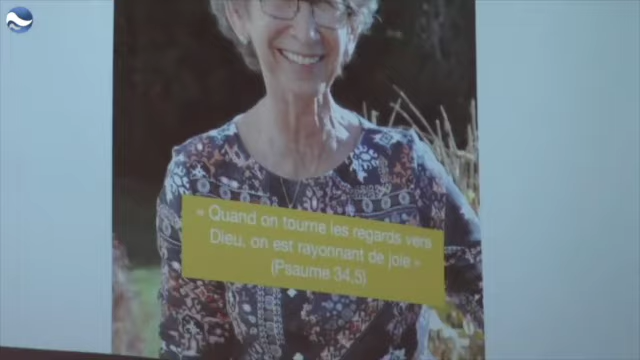 « Quand on tourne les regards vers
Dieu, on est rayonnant de joie »
(Psaume 34,5)